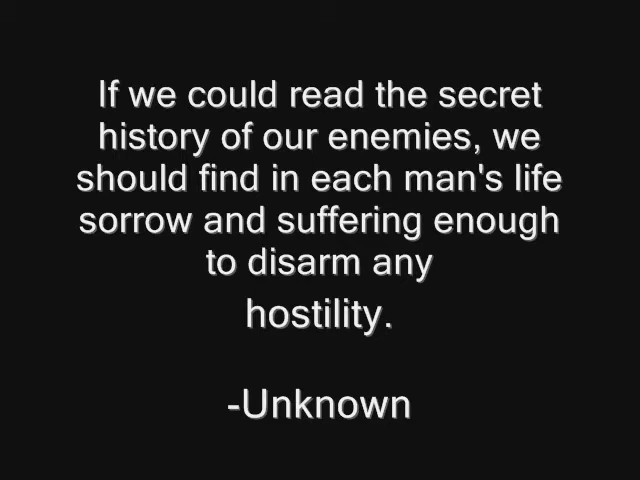 If we could read the secret
history of our enemies, we
should find in each man's life
sorrow and suffering enough
to disarm any
hostility.
-Unknown